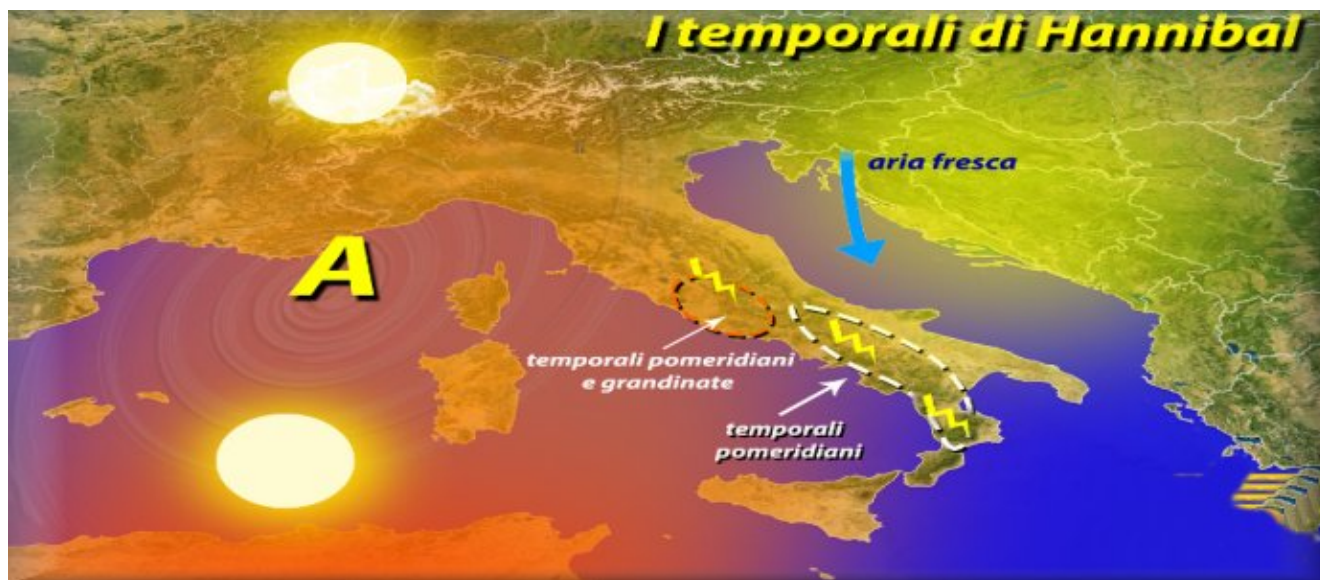 I temporali di Hannibal
aria fresca
A
temporali pomeridiani
e grandinate
temporali
pomeridiani